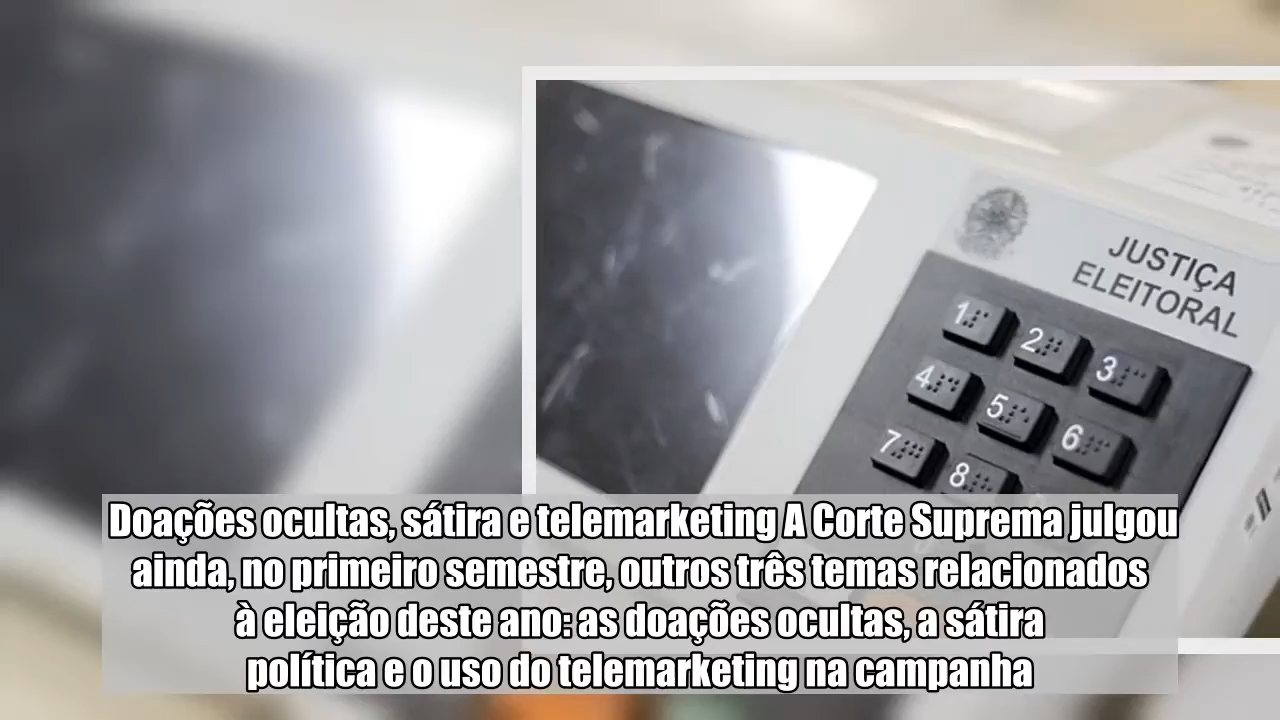 JUSTIÇA
ELEITORAL
1
2
3
4
5
6
7
8
Doações ocultas, sátira e telemarketing A Corte Suprema julgou
ainda, no primeiro semestre, outros três temas relacionados
à eleição deste ano: as doações ocultas, a sátira
política e o uso do telemarketing na campanha